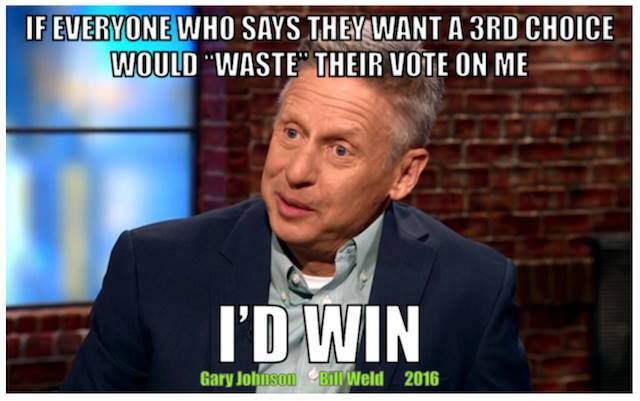 IF EVERYONE WHO SAYS THEY WANT A 3RD CHOICE
WOULD "WASTE" THEIR VOTE ON ME
I'D WIN
Gary Johnson Bill Weld 2016